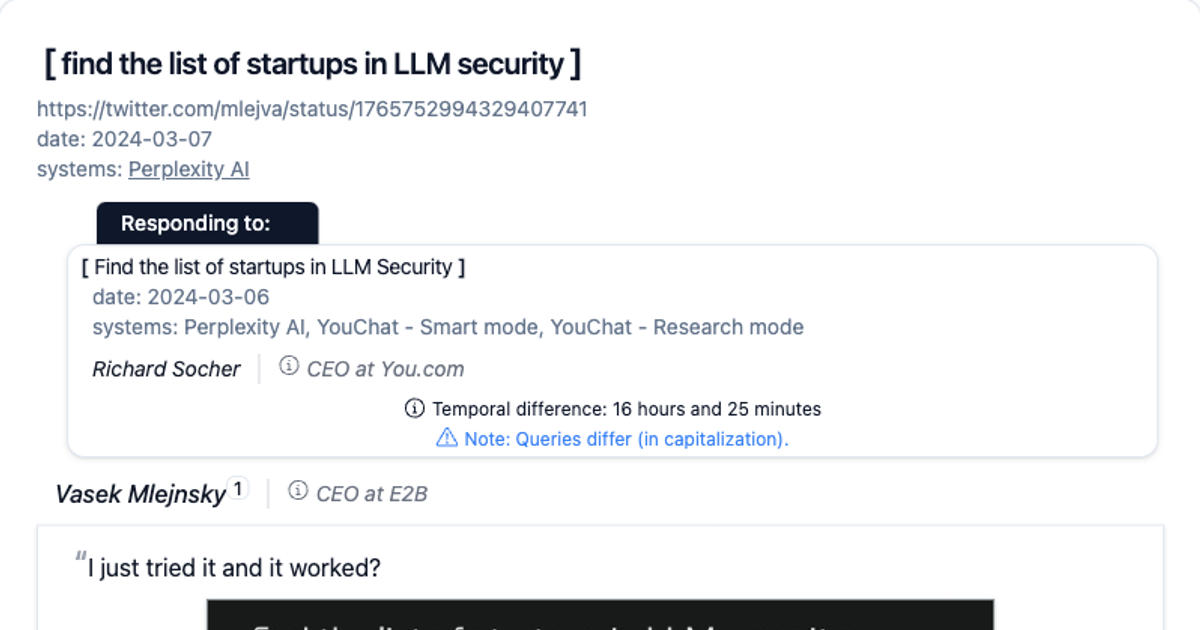 [ find the list of startups in LLM security ]
https://twitter.com/mlejva/status/1765752994329407741
date: 2024-03-07
systems: Perplexity AI
Responding to:
[ Find the list of startups in LLM Security ]
date: 2024-03-06
systems: Perplexity AI, YouChat - Smart mode, YouChat - Research mode
Richard Socher | ⓘ CEO at You.com
ⓘ Temporal difference: 16 hours and 25 minutes
⚠ Note: Queries differ (in capitalization).
Vasek Mlejnsky 1 | ⓘ CEO at E2B
“I just tried it and it worked?